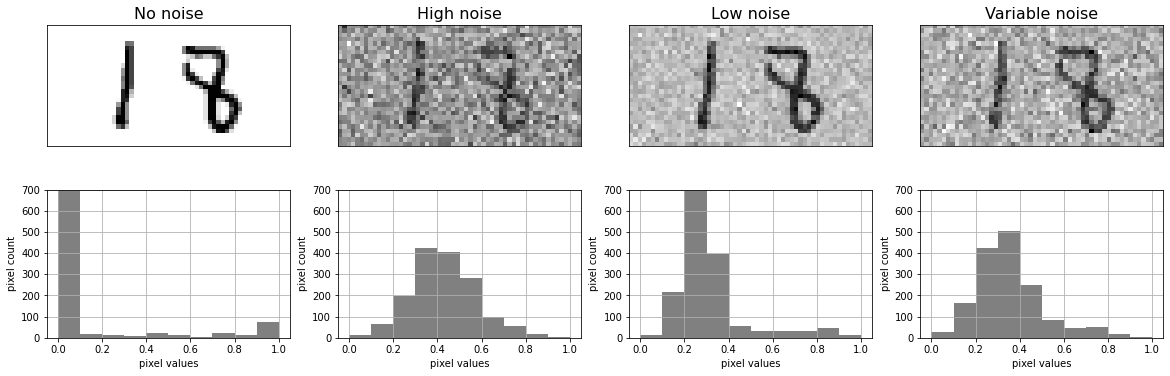 No noise High noise Low noise Variable noise
1 8 1 8 1 8 1 8
700 700 700 700
600 600 600 600
500 500 500 500
400 400 400 400
300 300 300 300
200 200 200 200
100 100 100 100
0 0 0 0
pixel count pixel count pixel count pixel count
0.0 0.2 0.4 0.6 0.8 1.0 0.0 0.2 0.4 0.6 0.8 1.0 0.0 0.2 0.4 0.6 0.8 1.0 0.0 0.2 0.4 0.6 0.8 1.0
pixel values pixel values pixel values pixel values